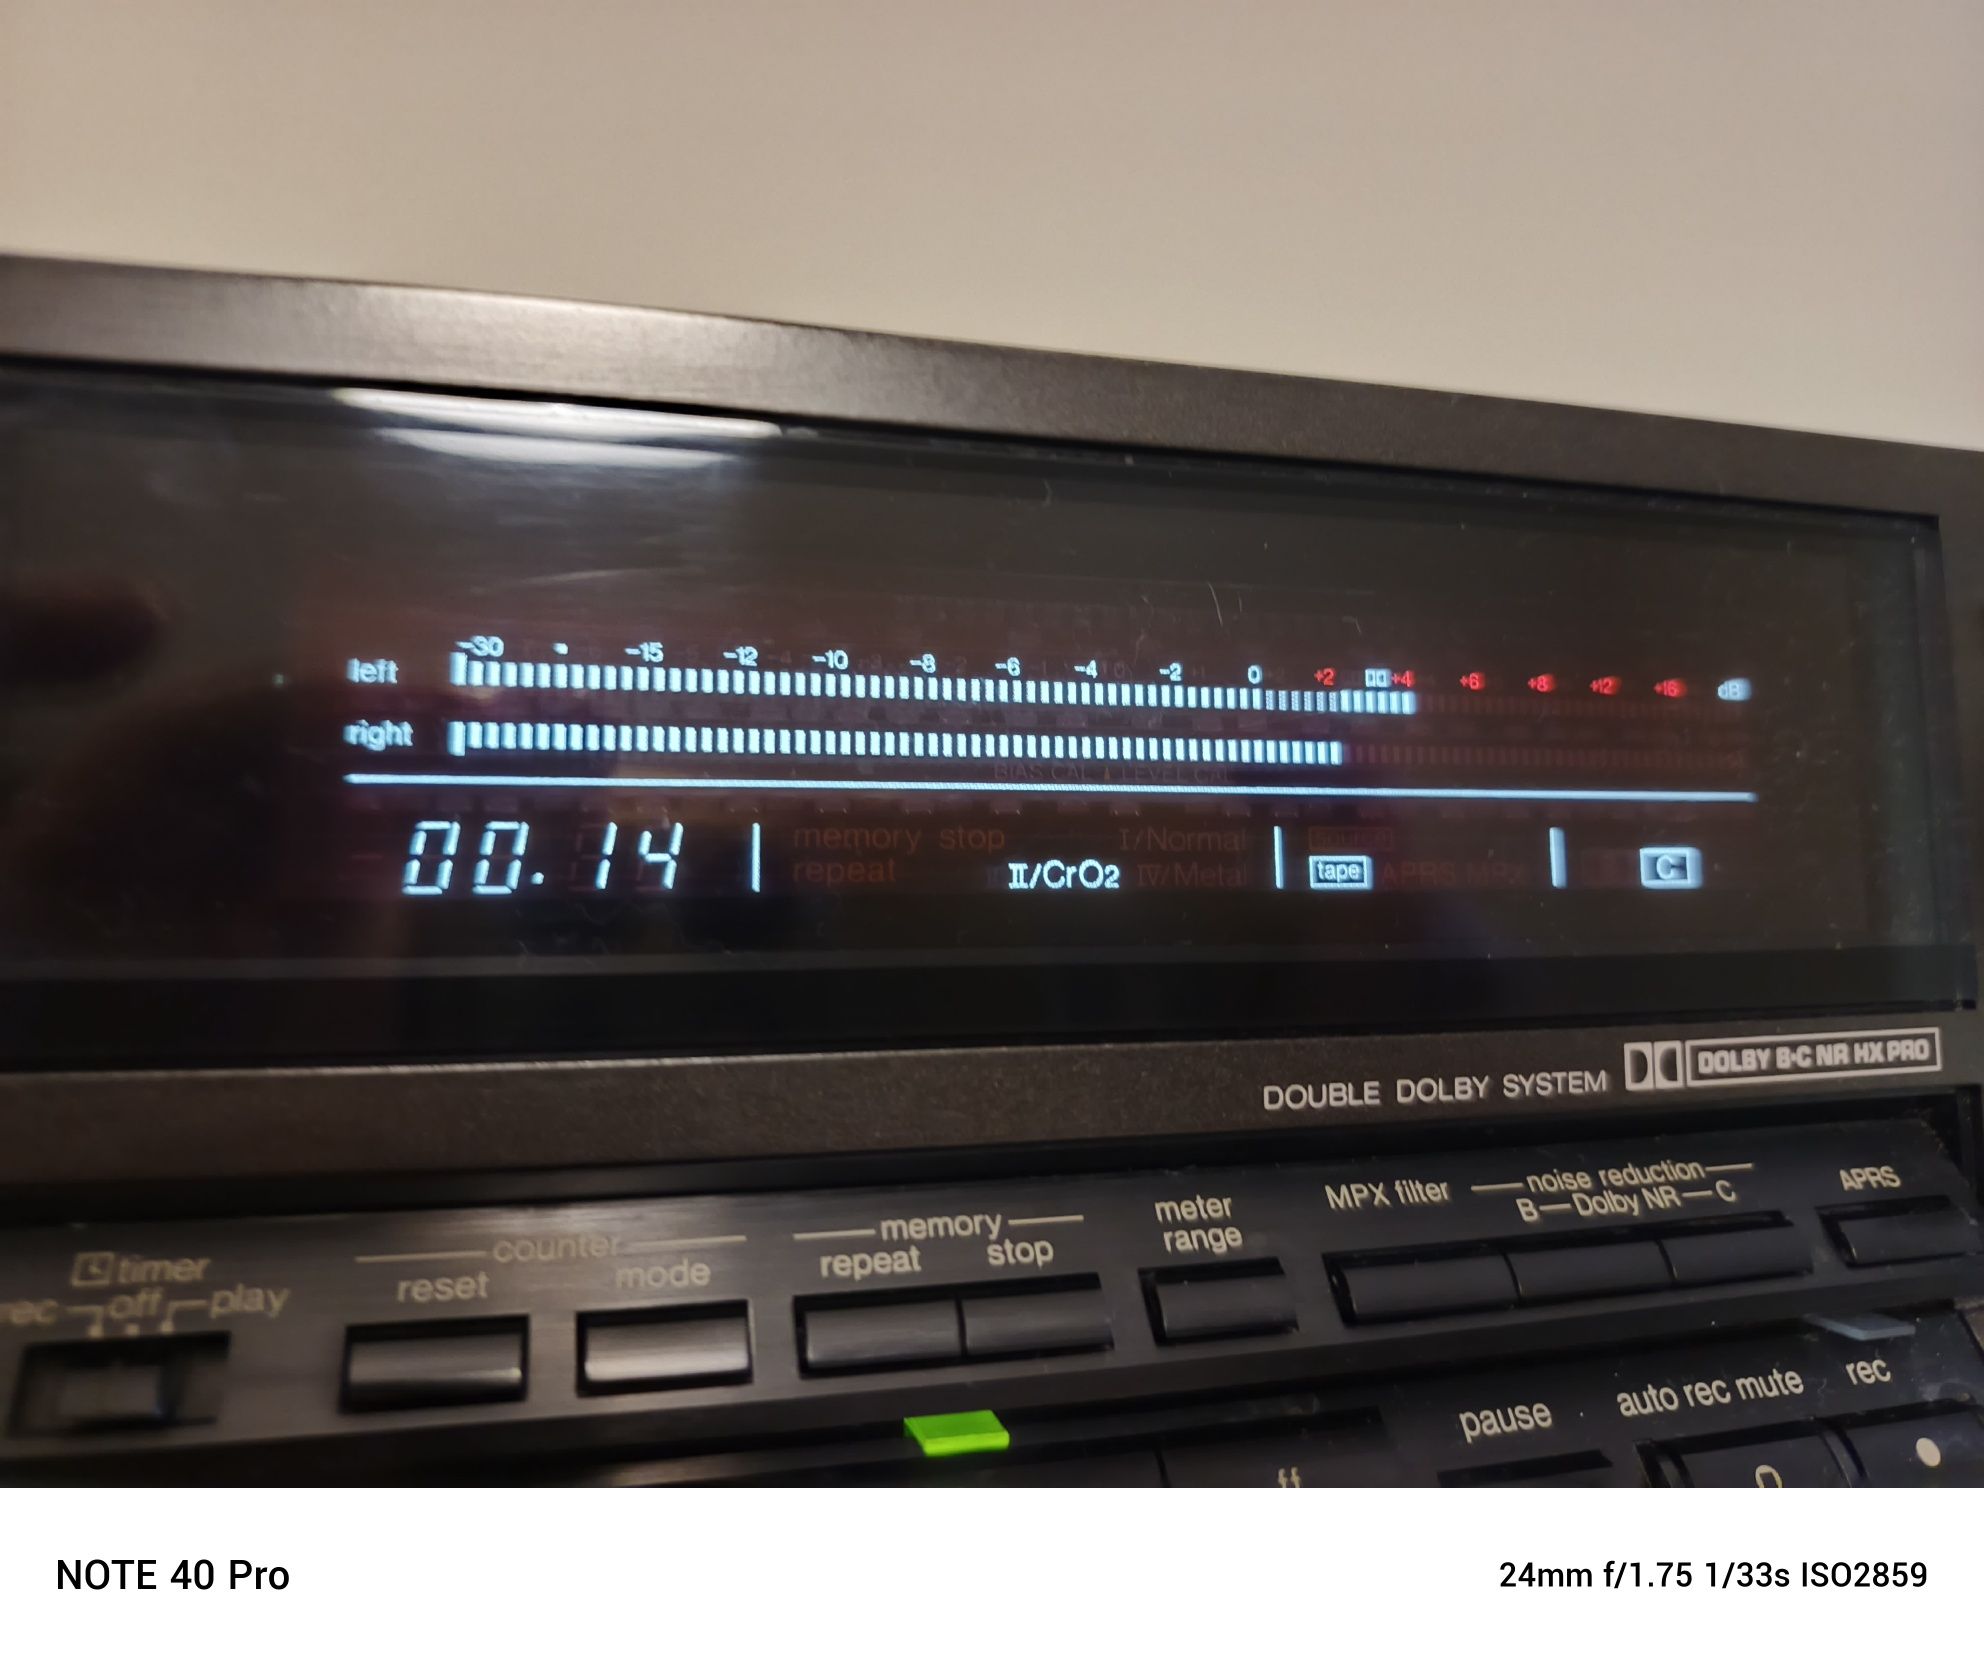 -30 -15 -12 -10 -8 -6 -4 -2 0 +2 +4 +6 +8 +12 +16 dB
left
right
BIAS CAL LEVEL CAL
00.14 memory stop I/Normal source
repeat II/CrO2 IV/Metal tape APRS MPX C
DOUBLE DOLBY SYSTEM DOLBY B·C NR HX PRO
timer
rec off play
counter
reset mode
memory
repeat stop
meter
range
MPX filter
noise reduction
B Dolby NR C
APRS
pause auto rec mute rec
ff
NOTE 40 Pro
24mm f/1.75 1/33s ISO2859